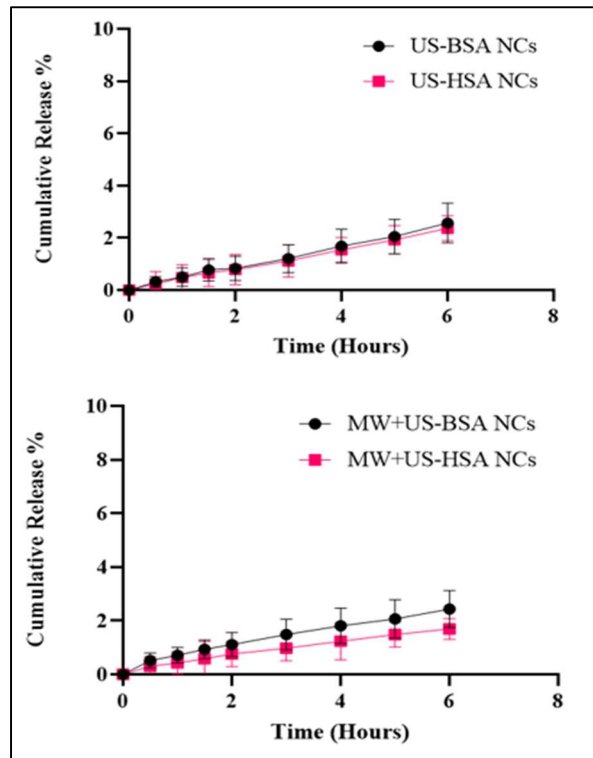 10
8
6
4
2
0
Cumulative Release %
US-BSA NCs
US-HSA NCs
0 2 4 6 8
Time (Hours)
10
8
6
4
2
0
Cumulative Release %
MW+US-BSA NCs
MW+US-HSA NCs
0 2 4 6 8
Time (Hours)